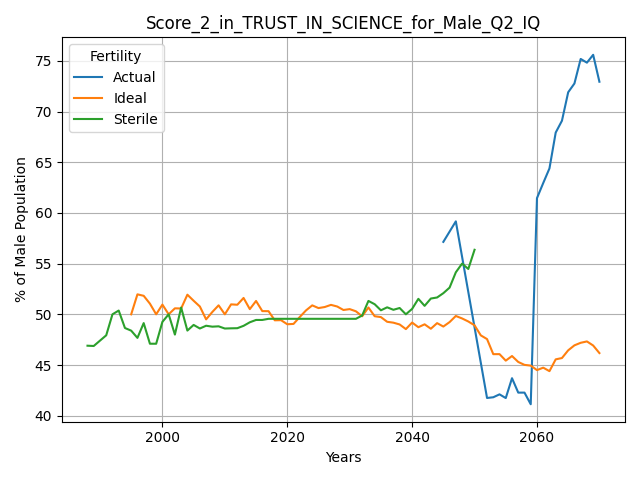 Score_2_in_TRUST_IN_SCIENCE_for_Male_Q2_IQ
Fertility
Actual
Ideal
Sterile
% of Male Population
75
70
65
60
55
50
45
40
2000
2020
2040
2060
Years